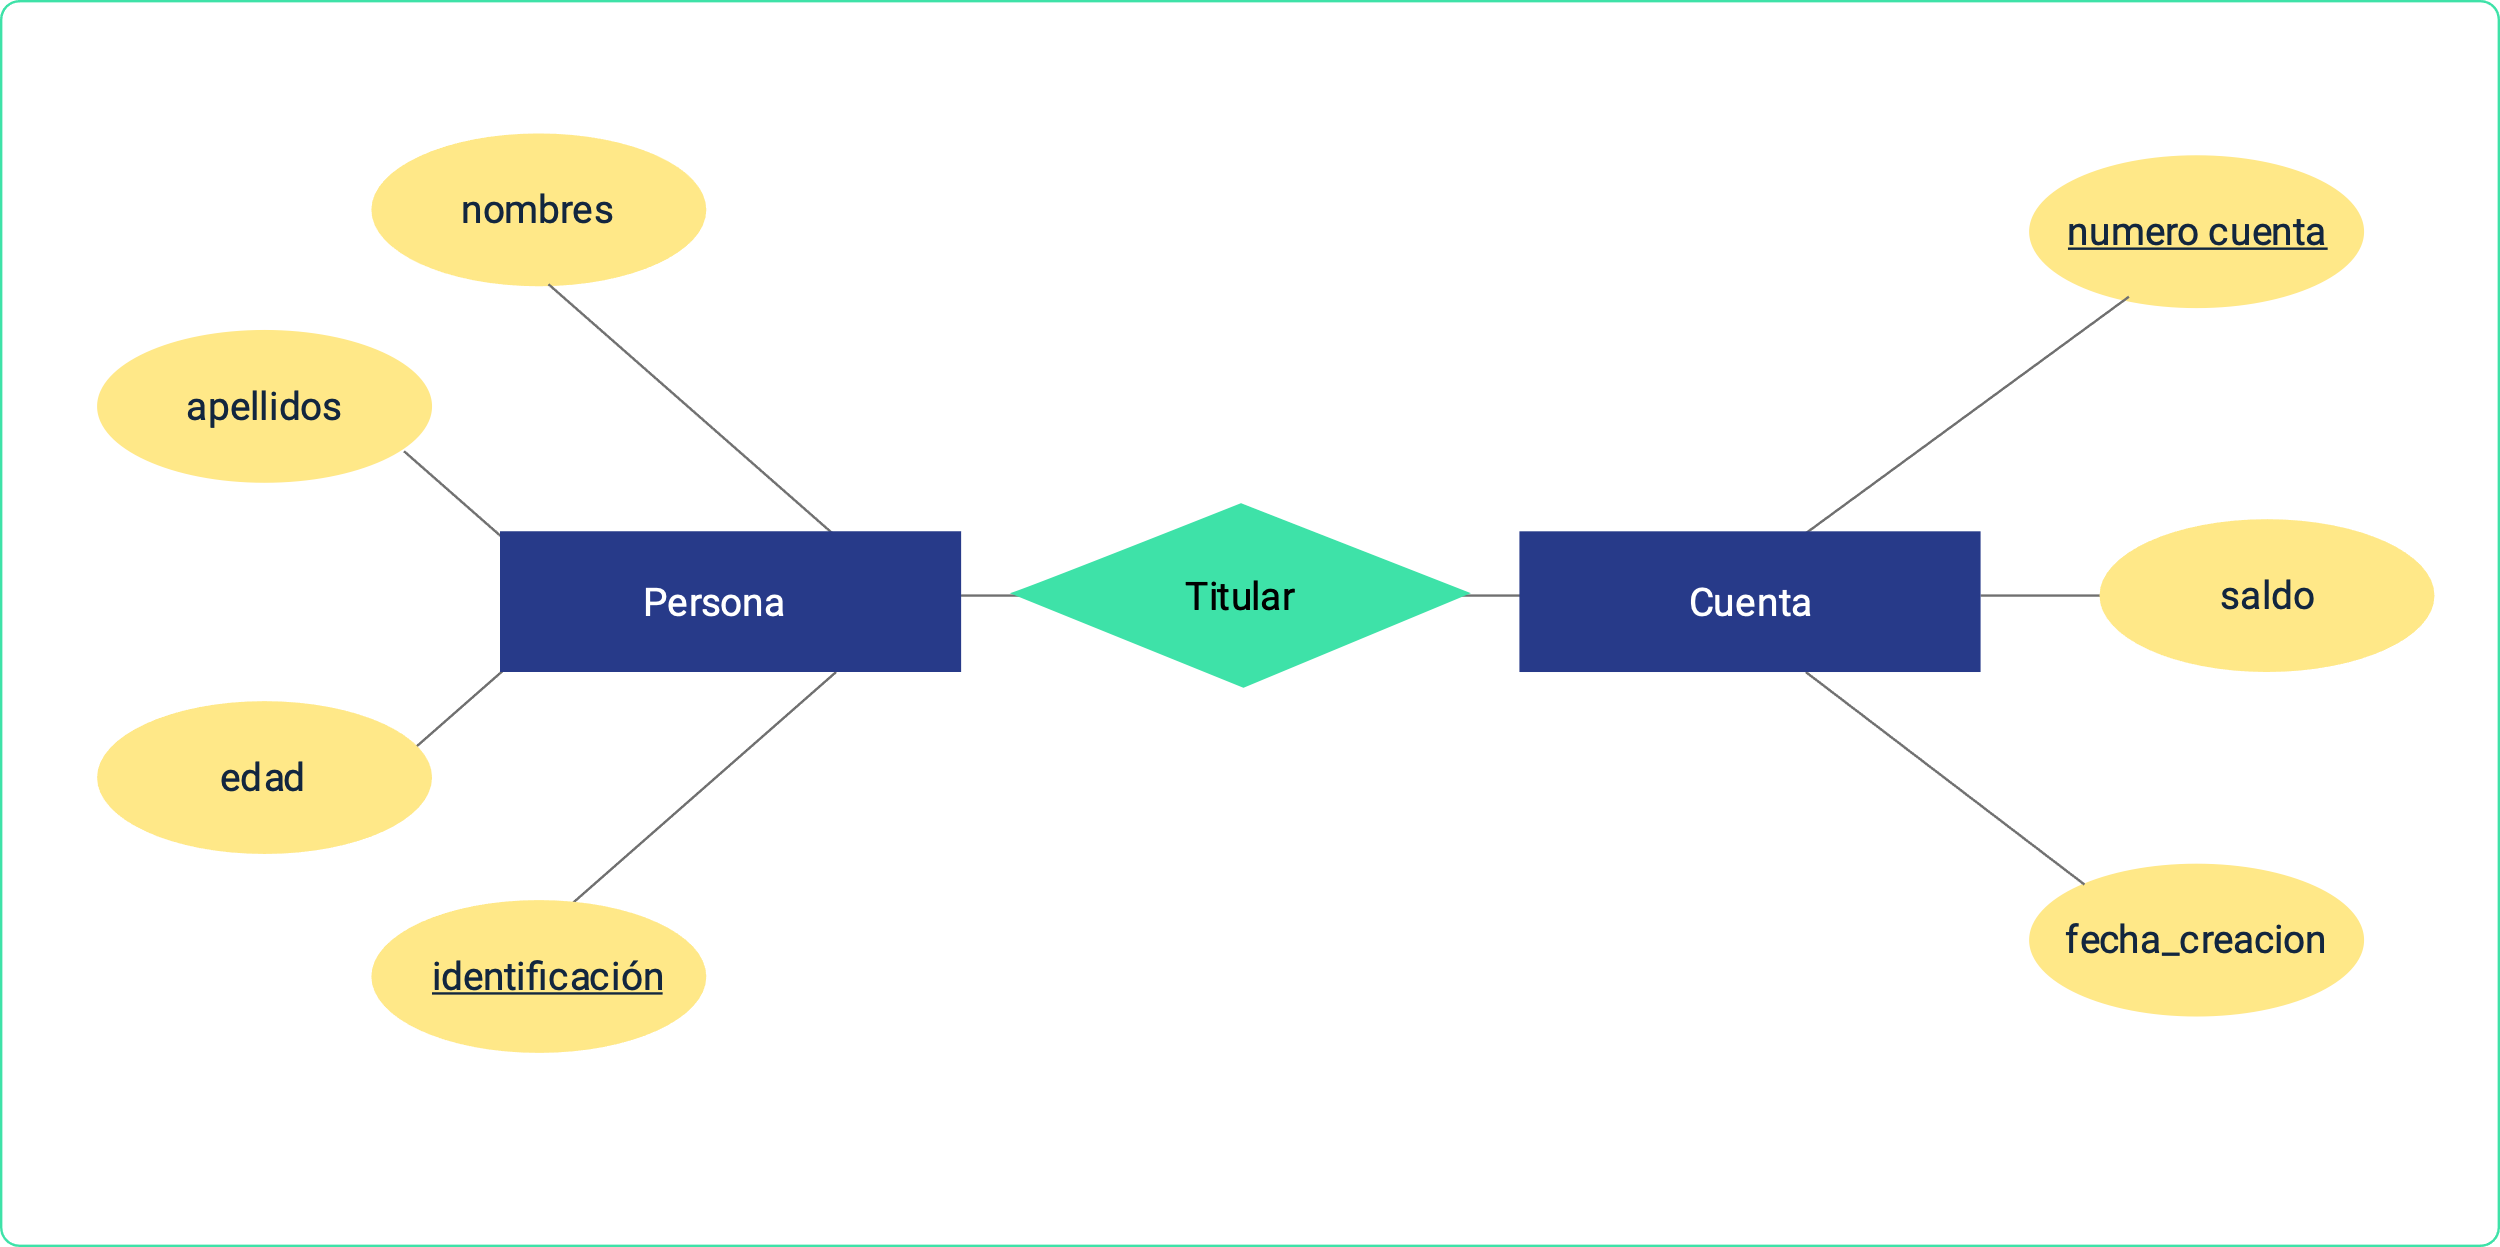 nombres
numero cuenta
apellidos
Persona
Titular
Cuenta
saldo
edad
identificación
fecha_creacion